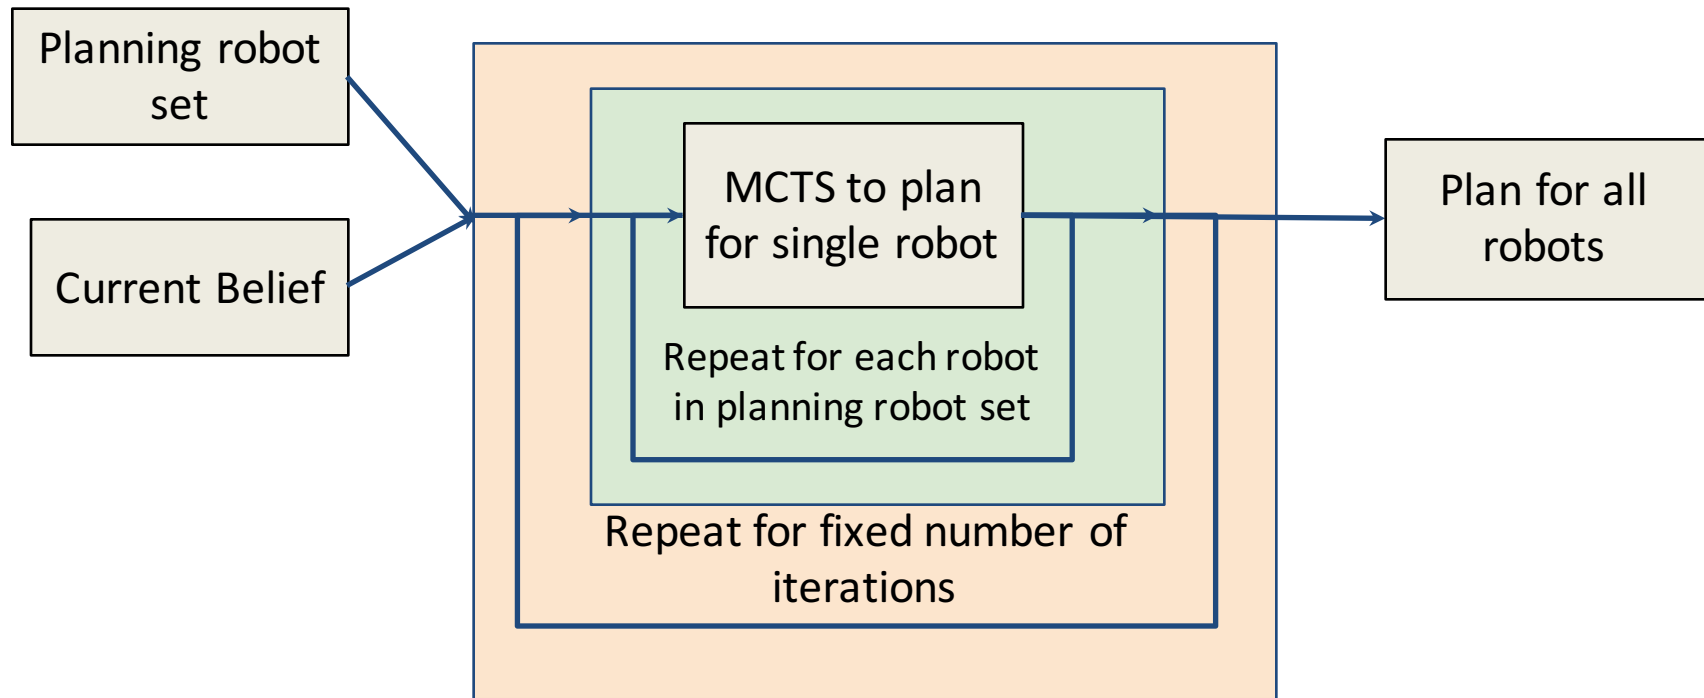 Planning robot
set
Current Belief
MCTS to plan
for single robot
Repeat for each robot
in planning robot set
Repeat for fixed number of
iterations
Plan for all
robots